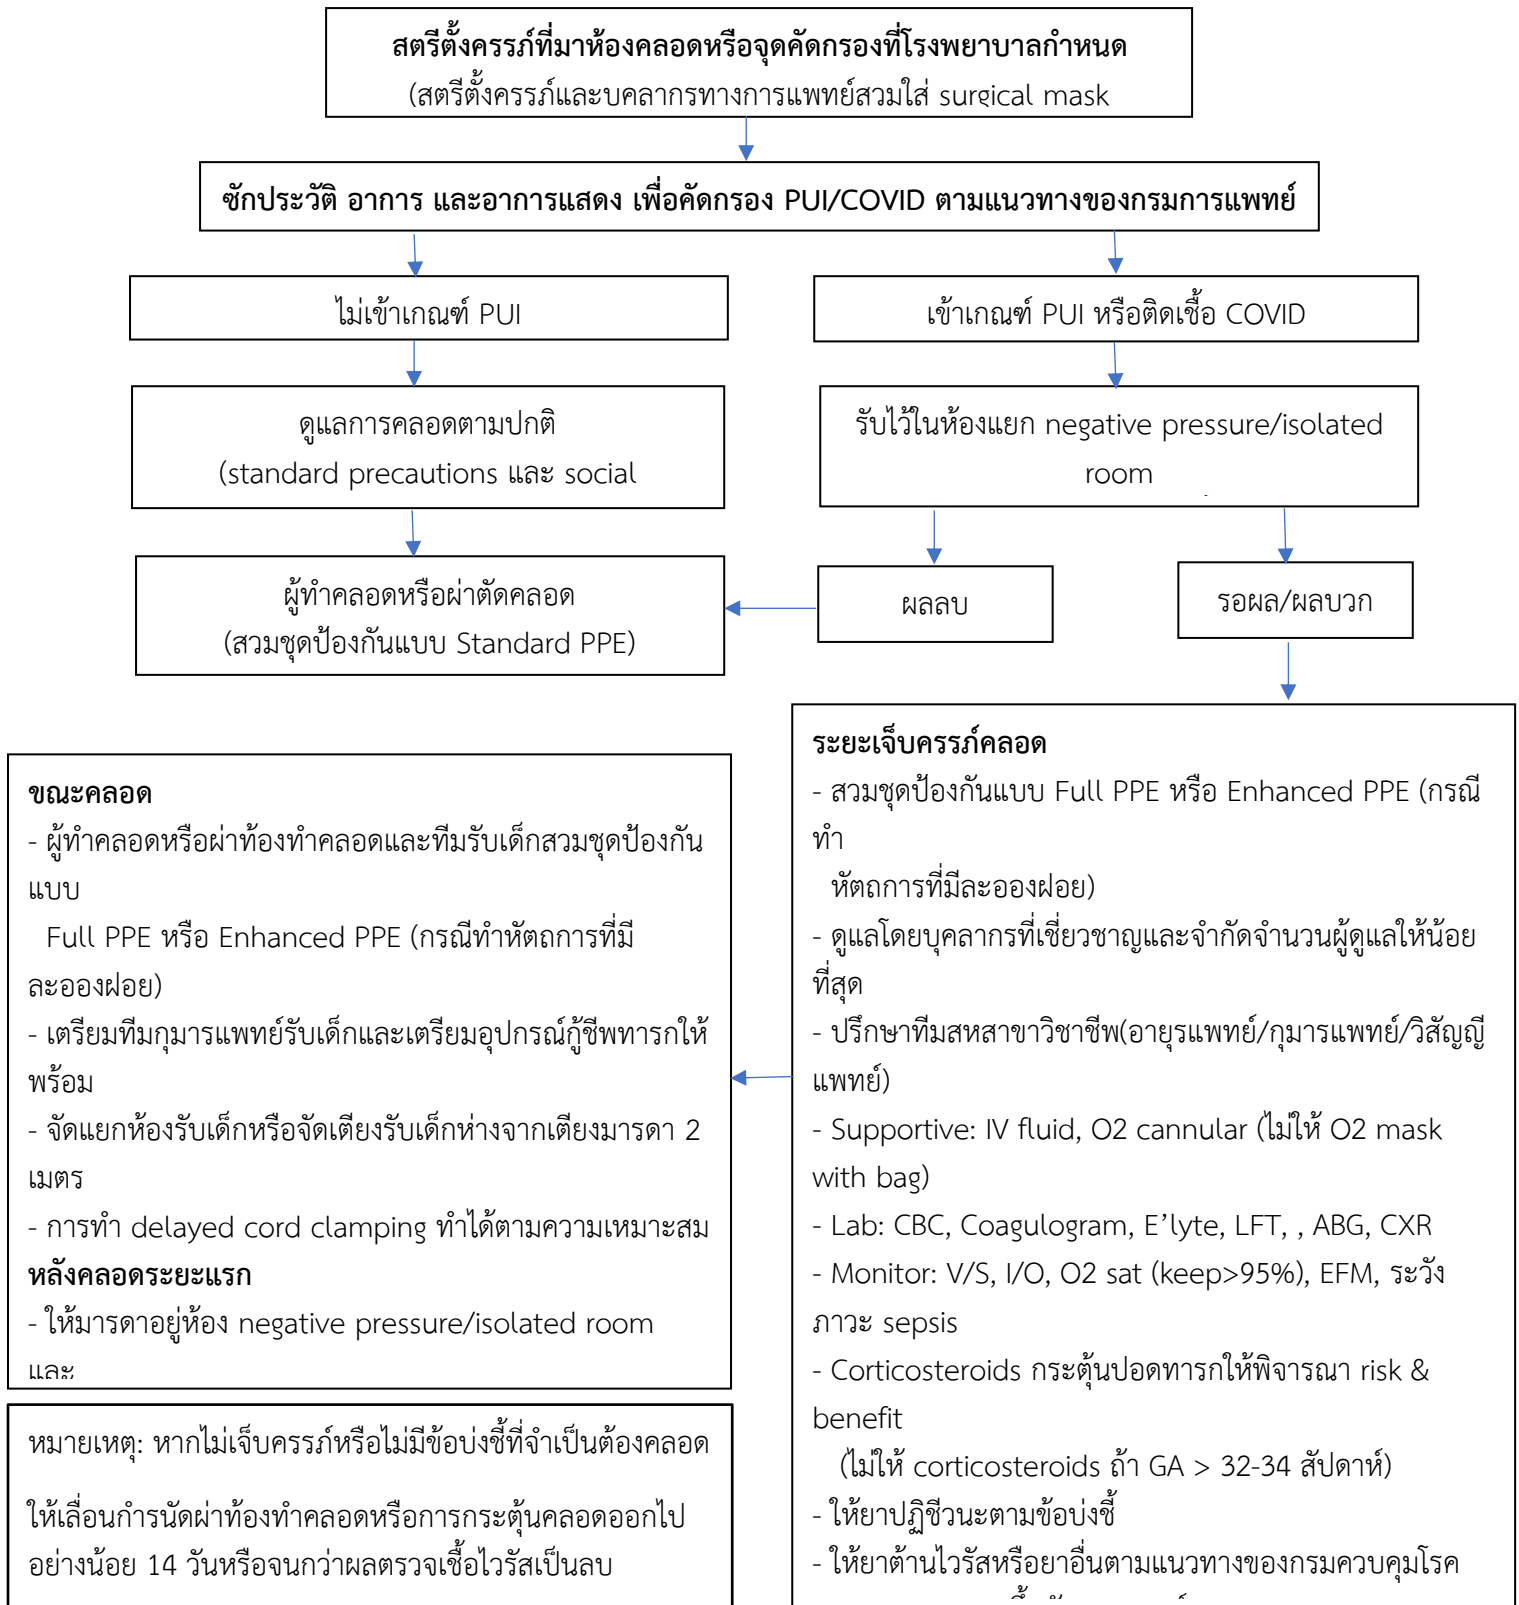 สตรีตั้งครรภ์ที่มาห้องคลอดหรือจุดคัดกรองที่โรงพยาบาลกำหนด
(สตรีตั้งครรภ์และบุคลากรทางการแพทย์สวมใส่ surgical mask
ซักประวัติ อาการ และอาการแสดง เพื่อคัดกรอง PUI/COVID ตามแนวทางของกรมการแพทย์
ไม่เข้าเกณฑ์ PUI
เข้าเกณฑ์ PUI หรือติดเชื้อ COVID
ดูแลการคลอดตามปกติ
(standard precautions และ social
รับไว้ในห้องแยก negative pressure/isolated
room
ผู้ทำคลอดหรือผ่าตัดคลอด
(สวมชุดป้องกันแบบ Standard PPE)
ผลลบ
รอผล/ผลบวก
ระยะเจ็บครรภ์คลอด
- สวมชุดป้องกันแบบ Full PPE หรือ Enhanced PPE (กรณี
ทำ
หัตถการที่มีละอองฝอย)
- ดูแลโดยบุคลากรที่เชี่ยวชาญและจำกัดจำนวนผู้ดูแลให้น้อย
ที่สุด
- ปรึกษาทีมสหสาขาวิชาชีพ(อายุรแพทย์/กุมารแพทย์/วิสัญญี
แพทย์)
- Supportive: IV fluid, O2 cannular (ไม่ให้ O2 mask
with bag)
- Lab: CBC, Coagulogram, E’lyte, LFT, , ABG, CXR
- Monitor: V/S, I/O, O2 sat (keep>95%), EFM, ระวัง
ภาวะ sepsis
- Corticosteroids กระตุ้นปอดทารกให้พิจารณา risk &
benefit
(ไม่ให้ corticosteroids ถ้า GA > 32-34 สัปดาห์)
- ให้ยาปฏิชีวนะตามข้อบ่งชี้
- ให้ยาต้านไวรัสหรือยาอื่นตามแนวทางของกรมควบคุมโรค
ขณะคลอด
- ผู้ทำคลอดหรือผ่าท้องทำคลอดและทีมรับเด็กสวมชุดป้องกัน
แบบ
Full PPE หรือ Enhanced PPE (กรณีทำหัตถการที่มี
ละอองฝอย)
- เตรียมทีมกุมารแพทย์รับเด็กและเตรียมอุปกรณ์กู้ชีพทารกให้
พร้อม
- จัดแยกห้องรับเด็กหรือจัดเตียงรับเด็กห่างจากเตียงมารดา 2
เมตร
- การทำ delayed cord clamping ทำได้ตามความเหมาะสม
หลังคลอดระยะแรก
- ให้มารดาอยู่ห้อง negative pressure/isolated room
และ
หมายเหตุ: หากไม่เจ็บครรภ์หรือไม่มีข้อบ่งชี้ที่จำเป็นต้องคลอด
ให้เลื่อนกำรนัดผ่าท้องทำคลอดหรือการกระตุ้นคลอดออกไป
อย่างน้อย 14 วันหรือจนกว่าผลตรวจเชื้อไวรัสเป็นลบ